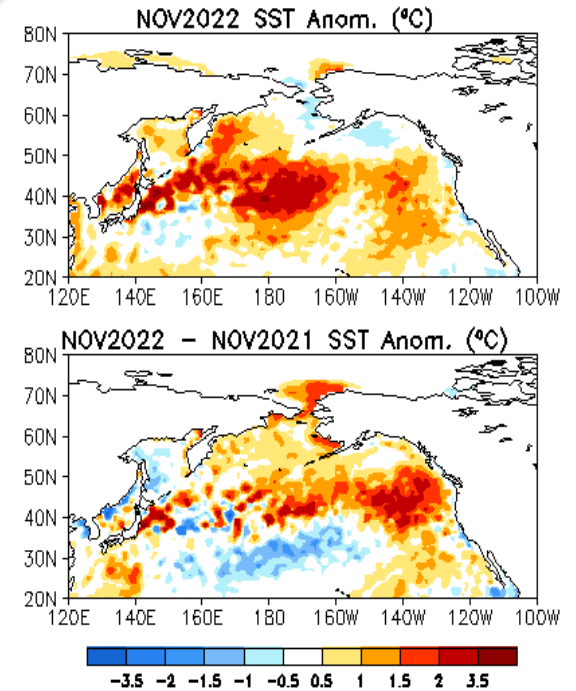 NOV2022 SST Anom. (ºC)
80N
70N
60N
50N
40N
30N
20N
120E 140E 160E 180 160W 140W 120W 100W
NOV2022 – NOV2021 SST Anom. (ºC)
80N
70N
60N
50N
40N
30N
20N
120E 140E 160E 180 160W 140W 120W 100W
-3.5 -2 -1.5 -1 -0.5 0.5 1 1.5 2 3.5